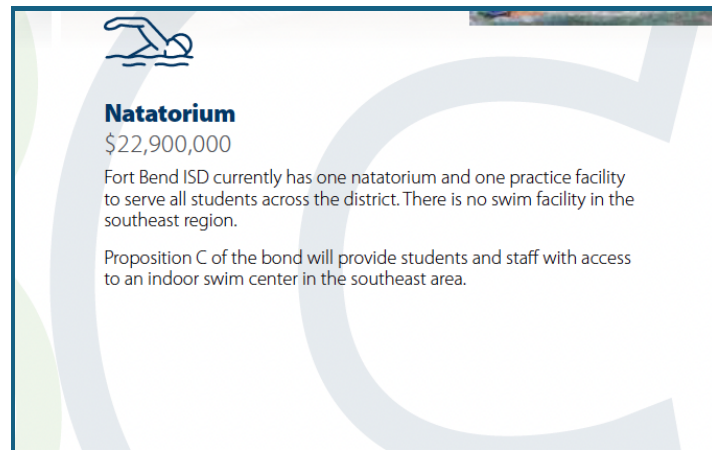 Natatorium
$22,900,000
Fort Bend ISD currently has one natatorium and one practice facility
to serve all students across the district. There is no swim facility in the
southeast region.
Proposition C of the bond will provide students and staff with access
to an indoor swim center in the southeast area.